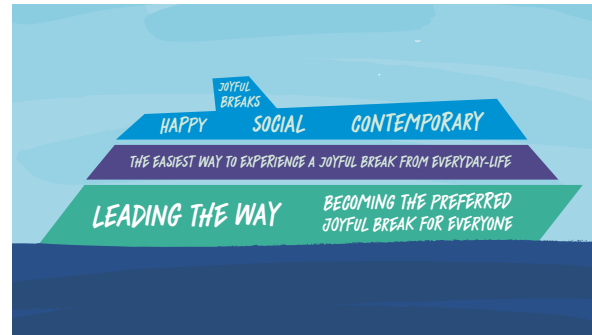 JOYFUL
BREAKS
HAPPY SOCIAL CONTEMPORARY
THE EASIEST WAY TO EXPERIENCE A JOYFUL BREAK FROM EVERYDAY-LIFE
LEADING THE WAY
BECOMING THE PREFERRED
JOYFUL BREAK FOR EVERYONE